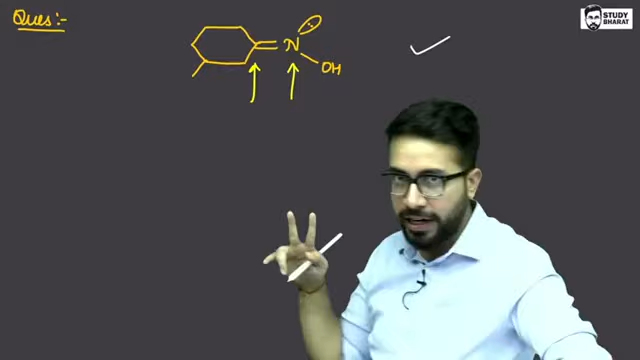 Ques:-
STUDY
BHARAT
N
OH